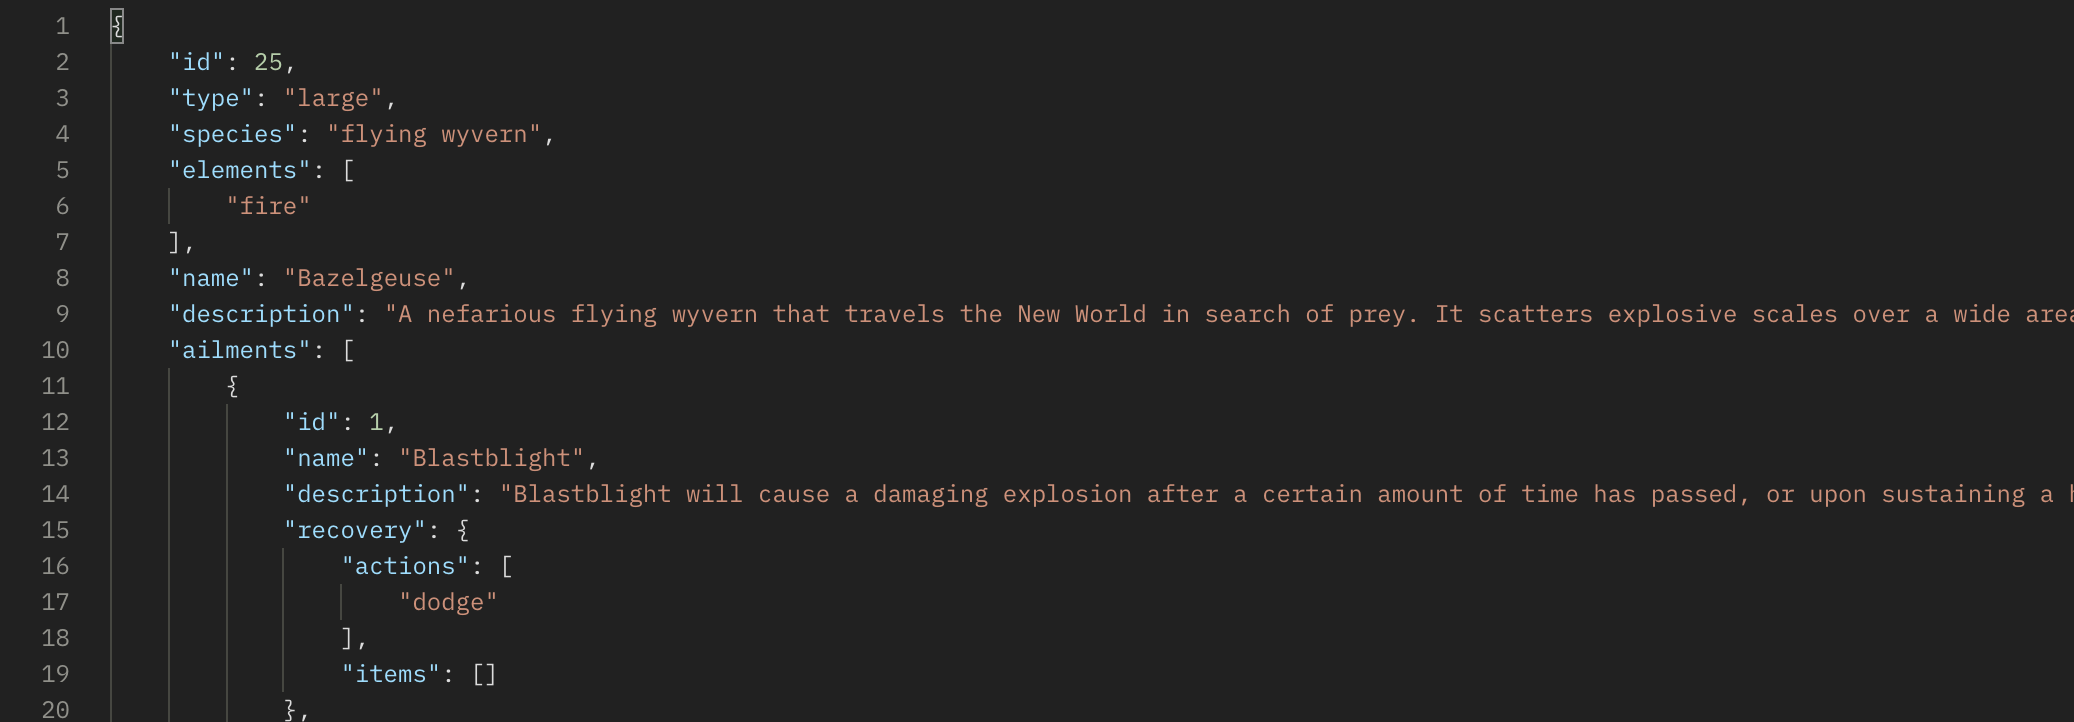 1 {
2 "id": 25,
3 "type": "large",
4 "species": "flying wyvern",
5 "elements": [
6 "fire"
7 ],
8 "name": "Bazelgeuse",
9 "description": "A nefarious flying wyvern that travels the New World in search of prey. It scatters explosive scales over a wide area
10 "ailments": [
11 {
12 "id": 1,
13 "name": "Blastblight",
14 "description": "Blastblight will cause a damaging explosion after a certain amount of time has passed, or upon sustaining a
15 "recovery": {
16 "actions": [
17 "dodge"
18 ],
19 "items": []
20 },